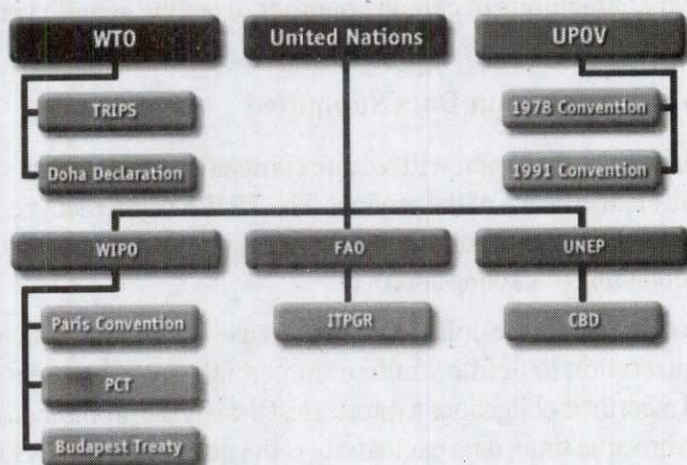 WTO
United Nations
UPOV
TRIPS
Doha Declaration
1978 Convention
1991 Convention
WIPO
FAO
UNEP
Paris Convention
PCT
Budapest Treaty
ITPGR
CBD